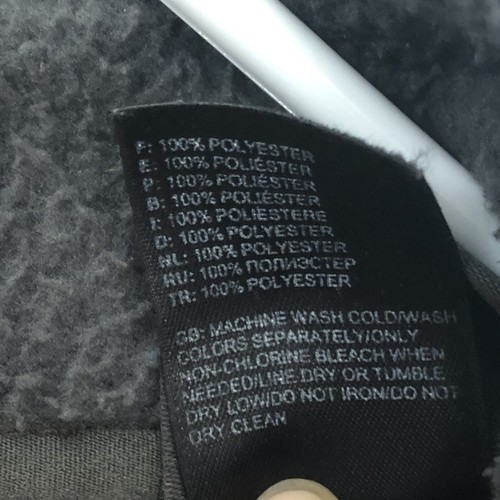 F: 100% POLYESTER
E: 100% POLIÉSTER
P: 100% POLIÉSTER
B: 100% POLIÉSTER
I: 100% POLIESTERE
D: 100% POLYESTER
NL: 100% POLYESTER
RU: 100% ПОЛИЭСТЕР
TR: 100% POLYESTER
GB: MACHINE WASH COLD/WASH
COLORS SEPARATELY/ONLY
NON-CHLORINE BLEACH WHEN
NEEDED/LINE DRY OR TUMBLE
DRY LOW/DO NOT IRON/DO NOT
DRY CLEAN